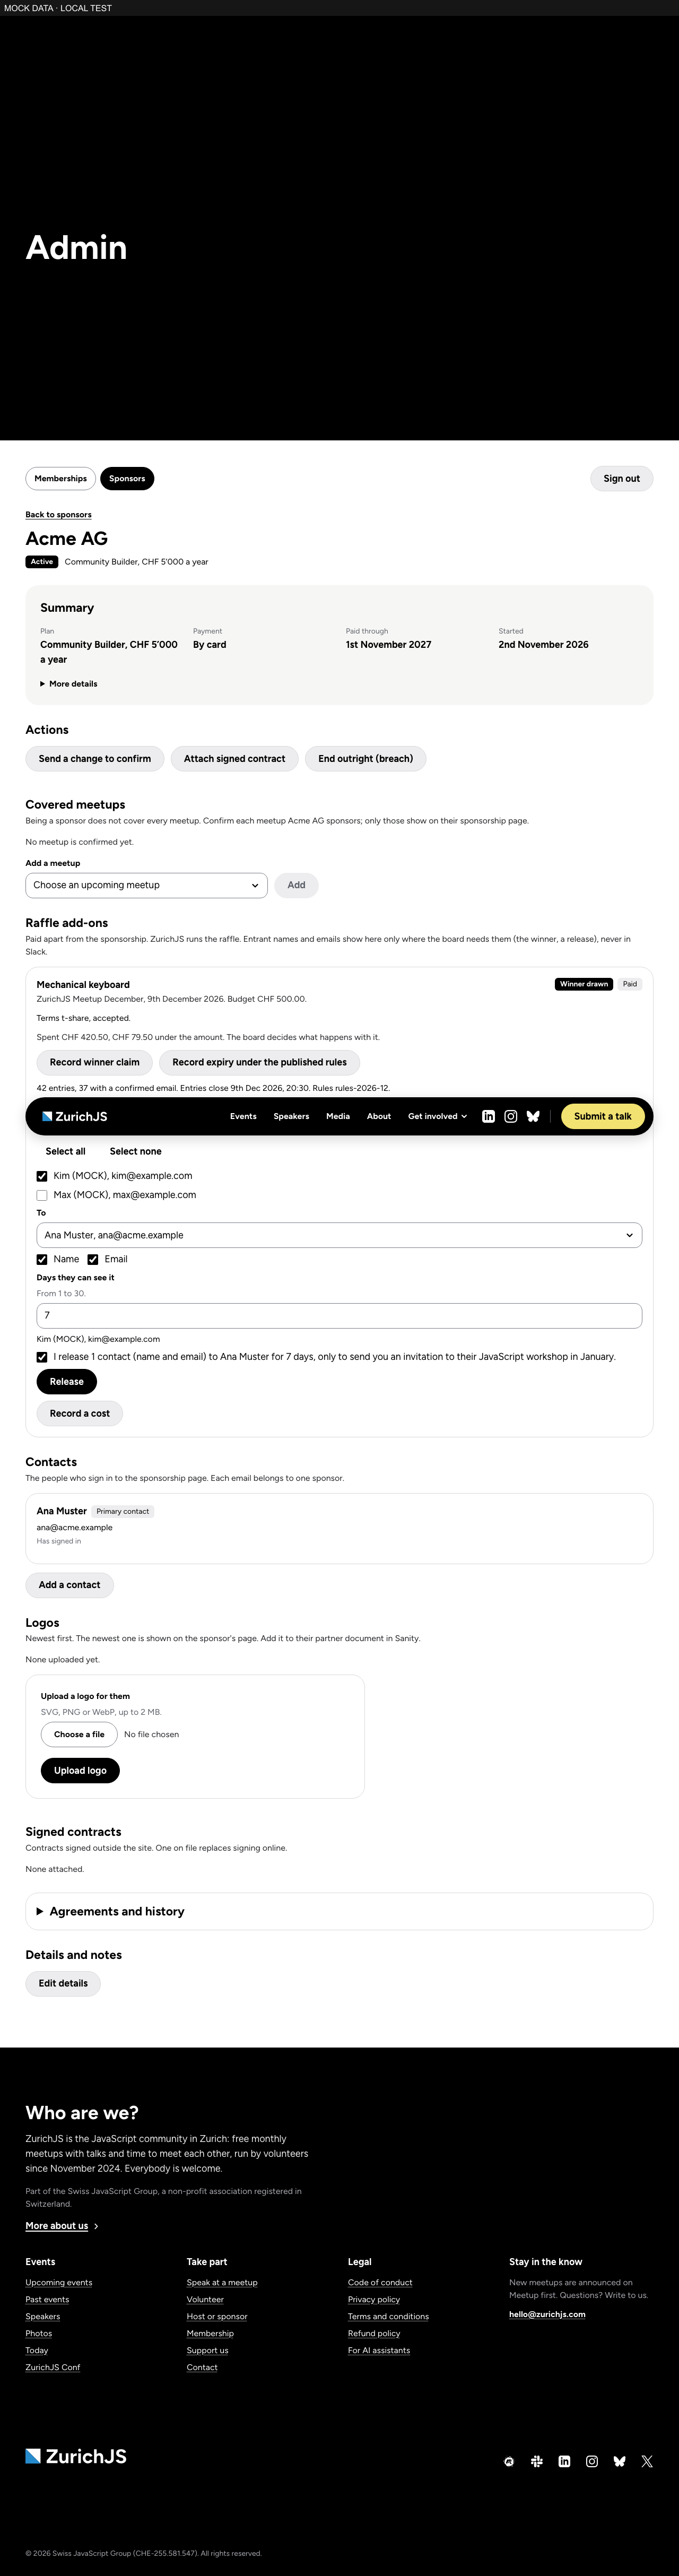 MOCK DATA · LOCAL TEST
Admin
Memberships
Sponsors
Sign out
Back to sponsors
Acme AG
Active
Community Builder, CHF 5'000 a year
Summary
Plan
Community Builder, CHF 5'000
a year
Payment
By card
Paid through
1st November 2027
Started
2nd November 2026
More details
Actions
Send a change to confirm
Attach signed contract
End outright (breach)
Covered meetups
Being a sponsor does not cover every meetup. Confirm each meetup Acme AG sponsors; only those show on their sponsorship page.
No meetup is confirmed yet.
Add a meetup
Choose an upcoming meetup
Add
Raffle add-ons
Paid apart from the sponsorship. ZurichJS runs the raffle. Entrant names and emails show here only where the board needs them (the winner, a release), never in
Slack.
Mechanical keyboard
Winner drawn
Paid
ZurichJS Meetup December, 9th December 2026. Budget CHF 500.00.
Terms t-share, accepted.
Spent CHF 420.50, CHF 79.50 under the amount. The board decides what happens with it.
Record winner claim
Record expiry under the published rules
42 entries, 37 with a confirmed email. Entries close 9th Dec 2026, 20:30. Rules rules-2026-12.
ZurichJS
Events
Speakers
Media
About
Get involved
Submit a talk
Select all
Select none
Kim (MOCK), kim@example.com
Max (MOCK), max@example.com
To
Ana Muster, ana@acme.example
Name
Email
Days they can see it
From 1 to 30.
7
Kim (MOCK), kim@example.com
I release 1 contact (name and email) to Ana Muster for 7 days, only to send you an invitation to their JavaScript workshop in January.
Release
Record a cost
Contacts
The people who sign in to the sponsorship page. Each email belongs to one sponsor.
Ana Muster
Primary contact
ana@acme.example
Has signed in
Add a contact
Logos
Newest first. The newest one is shown on the sponsor's page. Add it to their partner document in Sanity.
None uploaded yet.
Upload a logo for them
SVG, PNG or WebP, up to 2 MB.
Choose a file
No file chosen
Upload logo
Signed contracts
Contracts signed outside the site. One on file replaces signing online.
None attached.
Agreements and history
Details and notes
Edit details
Who are we?
ZurichJS is the JavaScript community in Zurich: free monthly
meetups with talks and time to meet each other, run by volunteers
since November 2024. Everybody is welcome.
Part of the Swiss JavaScript Group, a non-profit association registered in
Switzerland.
More about us
Events
Upcoming events
Past events
Speakers
Photos
Today
ZurichJS Conf
Take part
Speak at a meetup
Volunteer
Host or sponsor
Membership
Support us
Contact
Legal
Code of conduct
Privacy policy
Terms and conditions
Refund policy
For AI assistants
Stay in the know
New meetups are announced on
Meetup first. Questions? Write to us.
hello@zurichjs.com
ZurichJS
© 2026 Swiss JavaScript Group (CHE-255.581.547). All rights reserved.